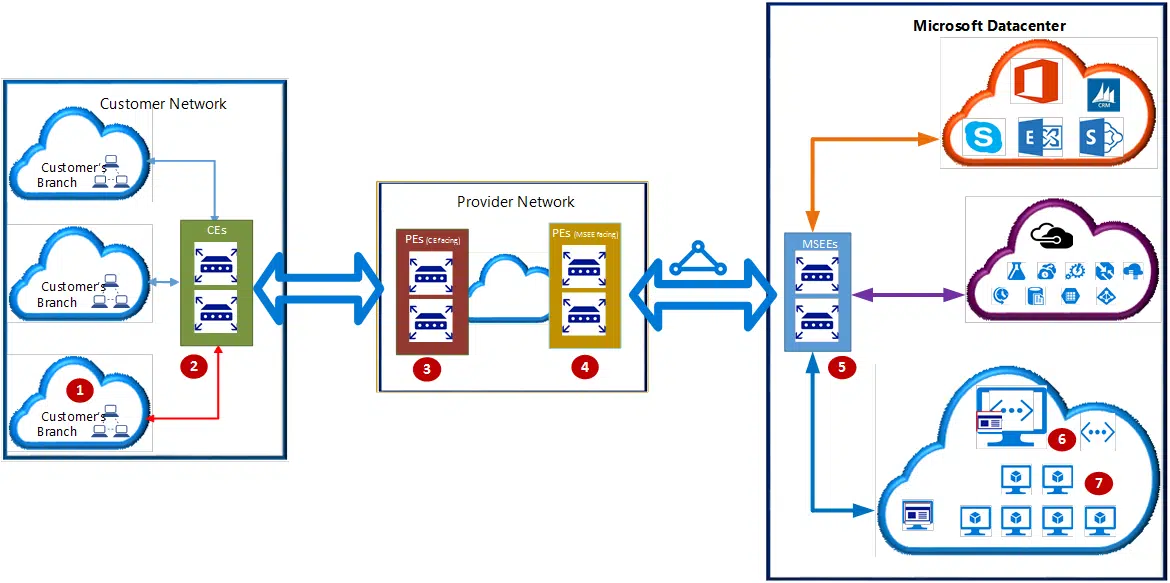 Microsoft Datacenter
CRM
S
E
S
Customer Network
Customer's
Branch
Customer's
Branch
1
Customer's
Branch
CEs
2
Provider Network
PEs (CE facing)
PEs (MSEE facing)
3
4
MSEEs
5
6
7